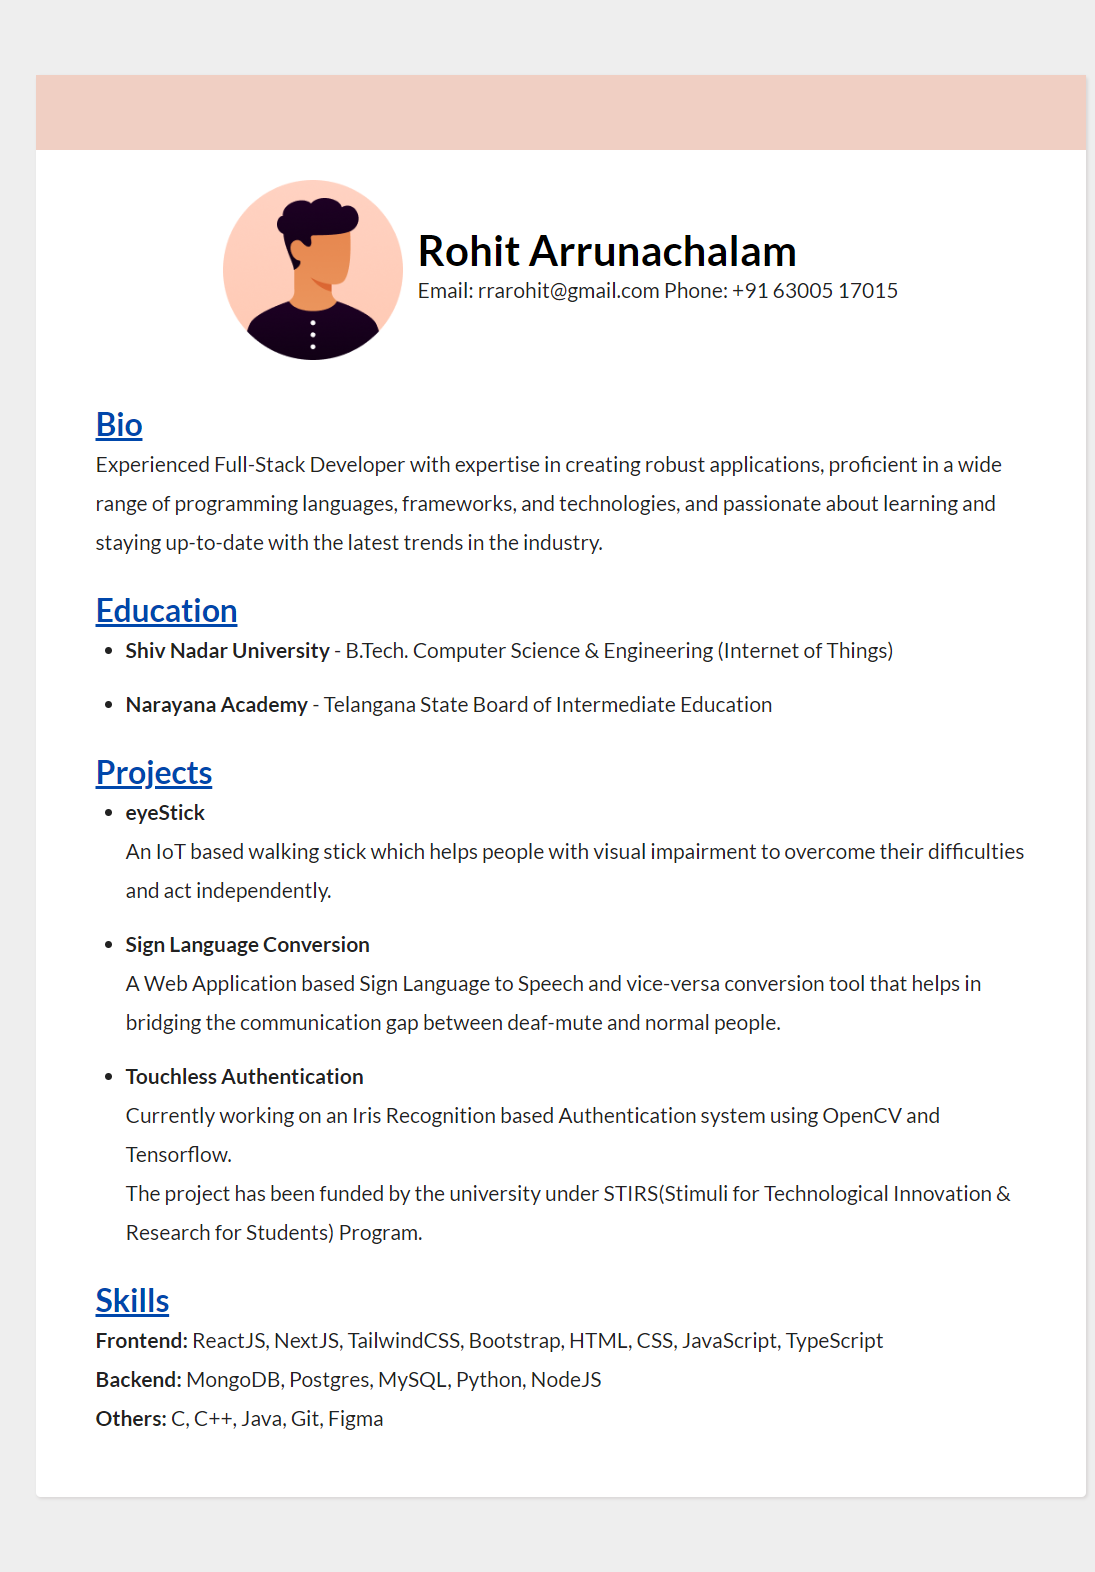 Rohit Arrunachalam
Email: rrarohit@gmail.com Phone: +91 63005 17015
Bio
Experienced Full-Stack Developer with expertise in creating robust applications, proficient in a wide
range of programming languages, frameworks, and technologies, and passionate about learning and
staying up-to-date with the latest trends in the industry.
Education
• Shiv Nadar University - B.Tech. Computer Science & Engineering (Internet of Things)
• Narayana Academy - Telangana State Board of Intermediate Education
Projects
• eyeStick
An IoT based walking stick which helps people with visual impairment to overcome their difficulties
and act independently.
• Sign Language Conversion
A Web Application based Sign Language to Speech and vice-versa conversion tool that helps in
bridging the communication gap between deaf-mute and normal people.
• Touchless Authentication
Currently working on an Iris Recognition based Authentication system using OpenCV and
Tensorflow.
The project has been funded by the university under STIRS(Stimuli for Technological Innovation &
Research for Students) Program.
Skills
Frontend: ReactJS, NextJS, TailwindCSS, Bootstrap, HTML, CSS, JavaScript, TypeScript
Backend: MongoDB, Postgres, MySQL, Python, NodeJS
Others: C, C++, Java, Git, Figma